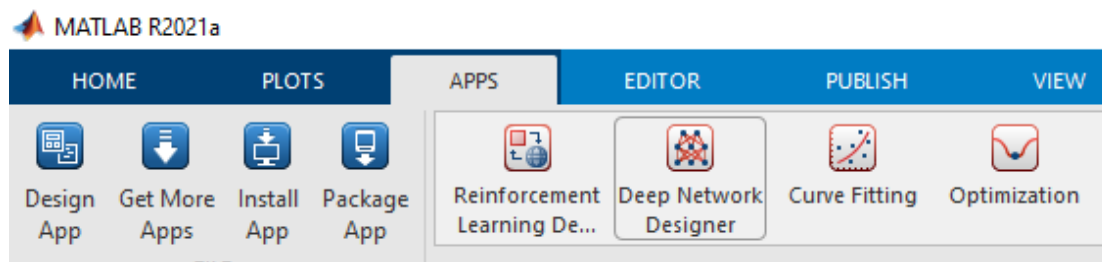 MATLAB R2021a
HOME PLOTS APPS EDITOR PUBLISH VIEW
Design Get More Install Package Reinforcement Deep Network Curve Fitting Optimization
App Apps App App Learning De... Designer